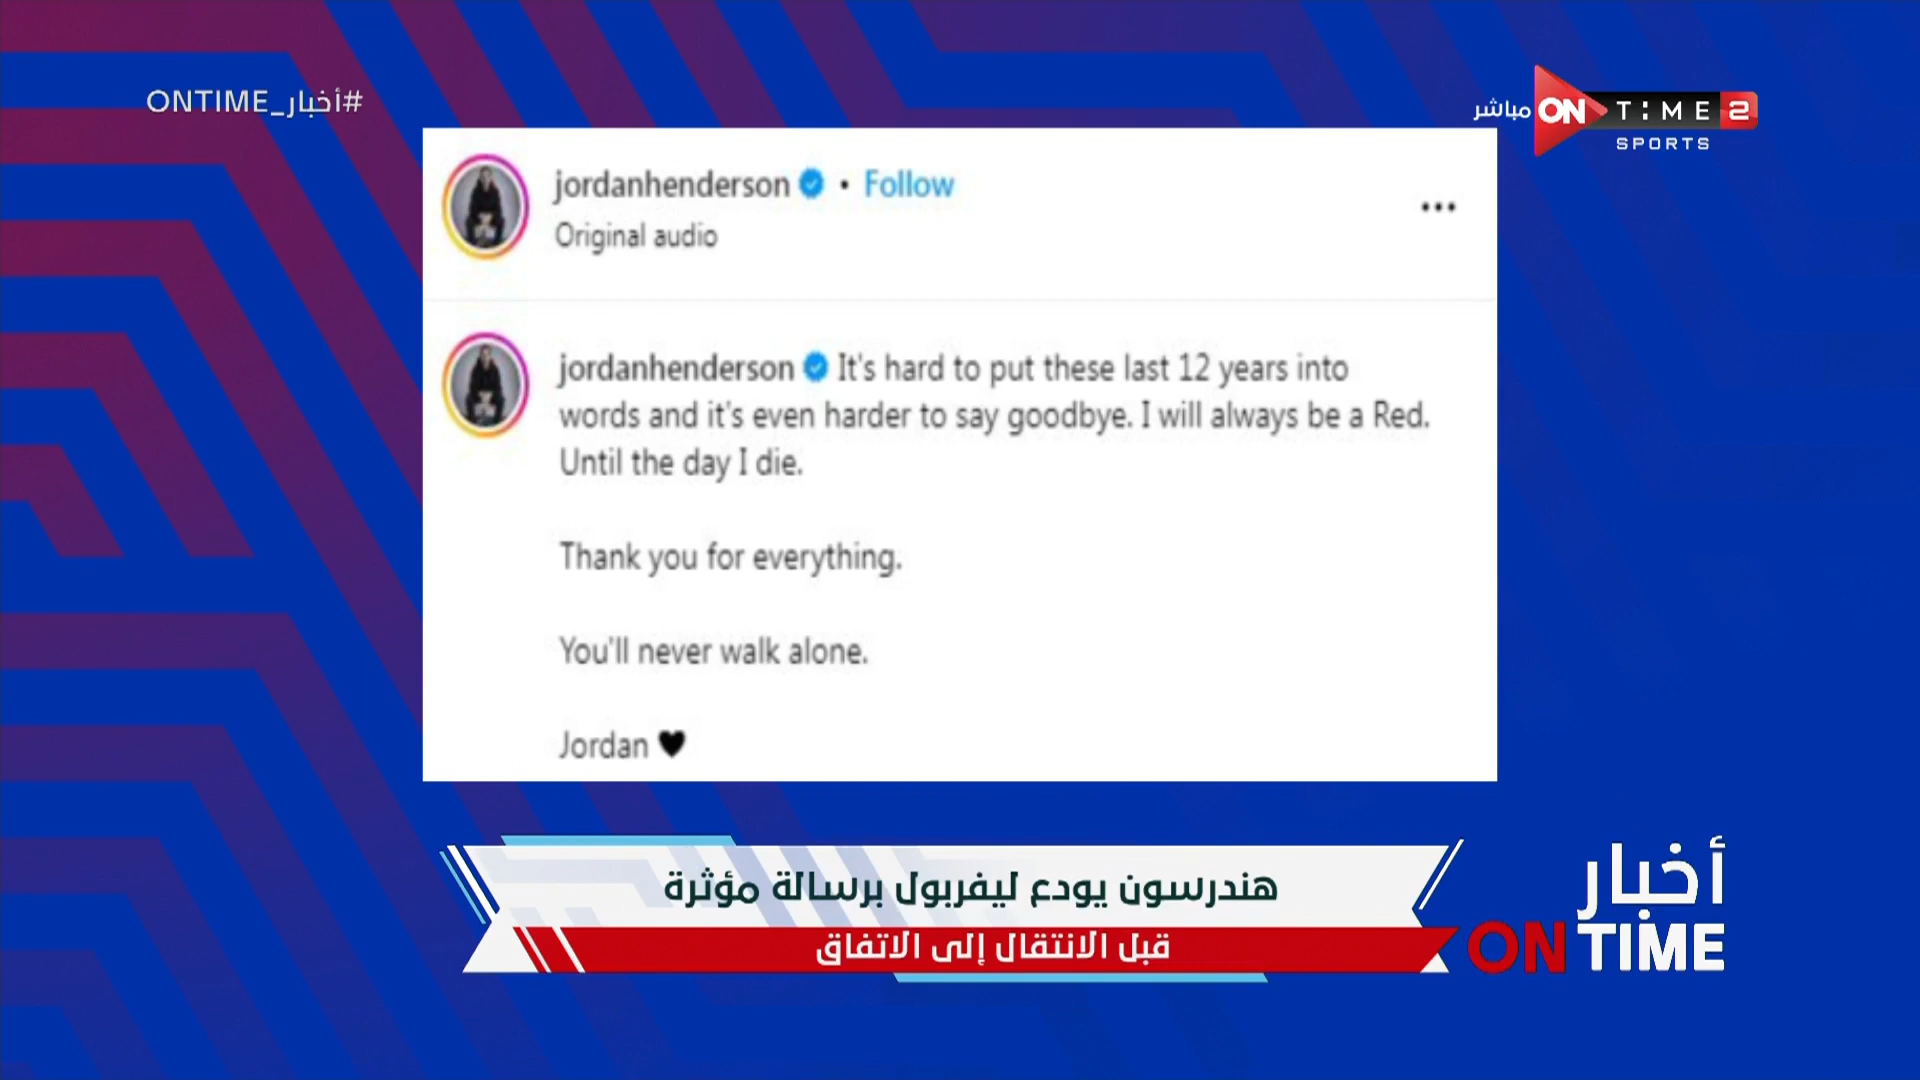 #أخبار_ONTIME
مباشر ON TIME 2
SPORTS
jordanhenderson • Follow
Original audio
jordanhenderson It's hard to put these last 12 years into
words and it's even harder to say goodbye. I will always be a Red.
Until the day I die.
Thank you for everything.
You'll never walk alone.
Jordan 🖤
هندرسون يودع ليفربول برسالة مؤثرة
قبل الانتقال إلى الاتفاق
أخبار
ON TIME